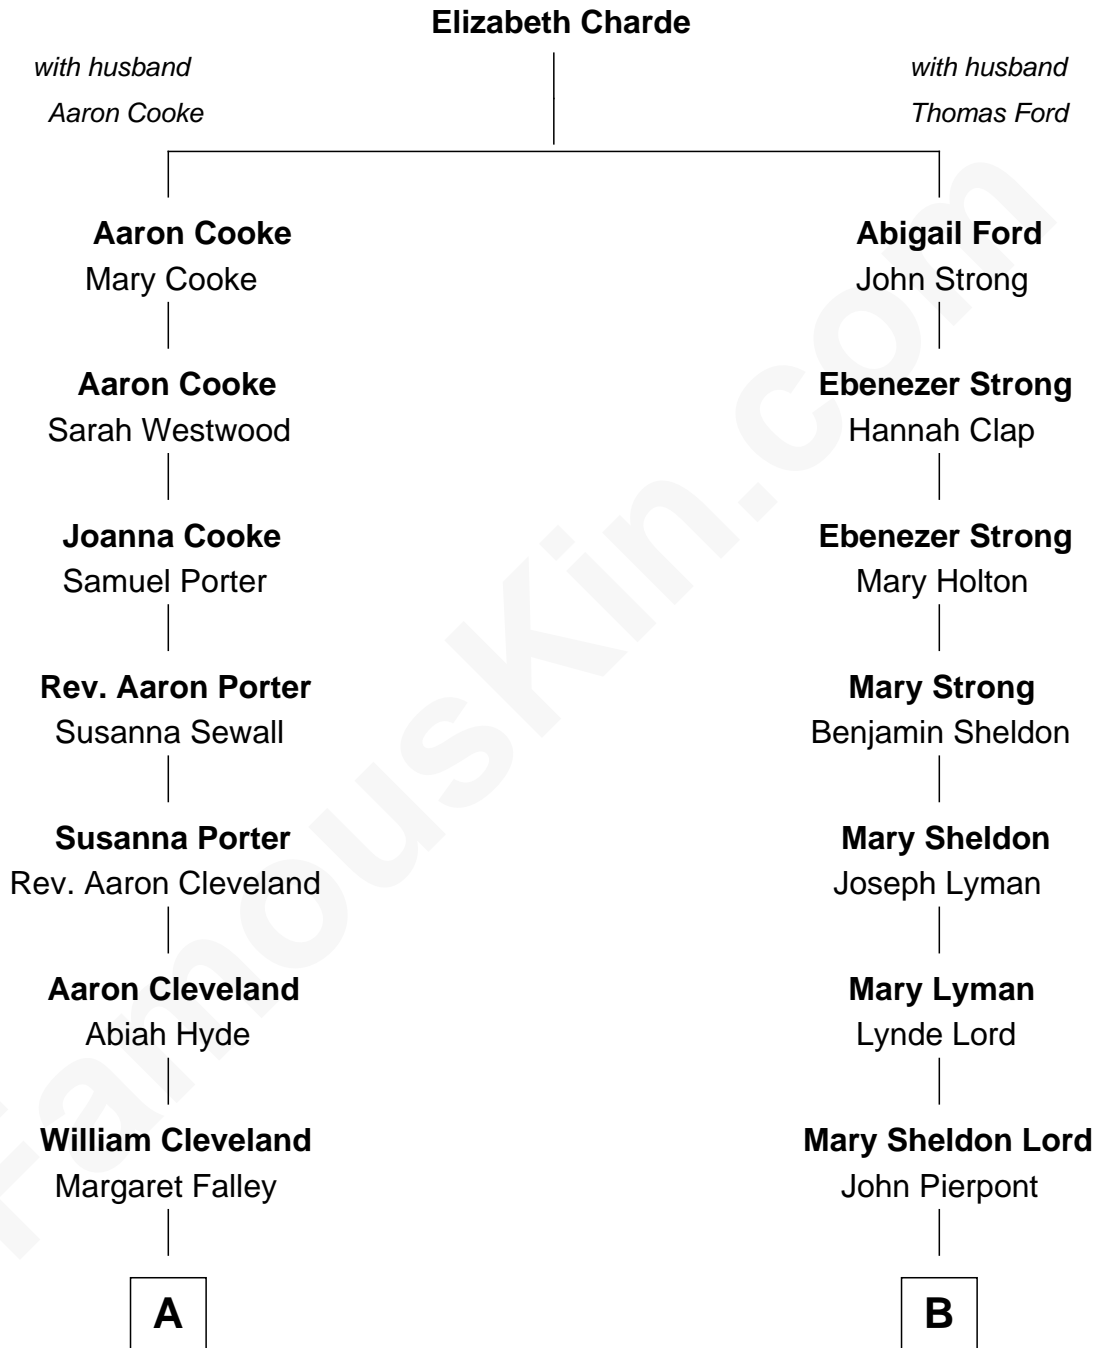 Elizabeth Charde
with husband
Aaron Cooke
with husband
Thomas Ford
Aaron Cooke
Mary Cooke
Abigail Ford
John Strong
Aaron Cooke
Sarah Westwood
Ebenezer Strong
Hannah Clap
Joanna Cooke
Samuel Porter
Ebenezer Strong
Mary Holton
Rev. Aaron Porter
Susanna Sewall
Mary Strong
Benjamin Sheldon
Susanna Porter
Rev. Aaron Cleveland
Mary Sheldon
Joseph Lyman
Aaron Cleveland
Abiah Hyde
Mary Lyman
Lynde Lord
William Cleveland
Margaret Falley
Mary Sheldon Lord
John Pierpont
A
B
FamousKin.com